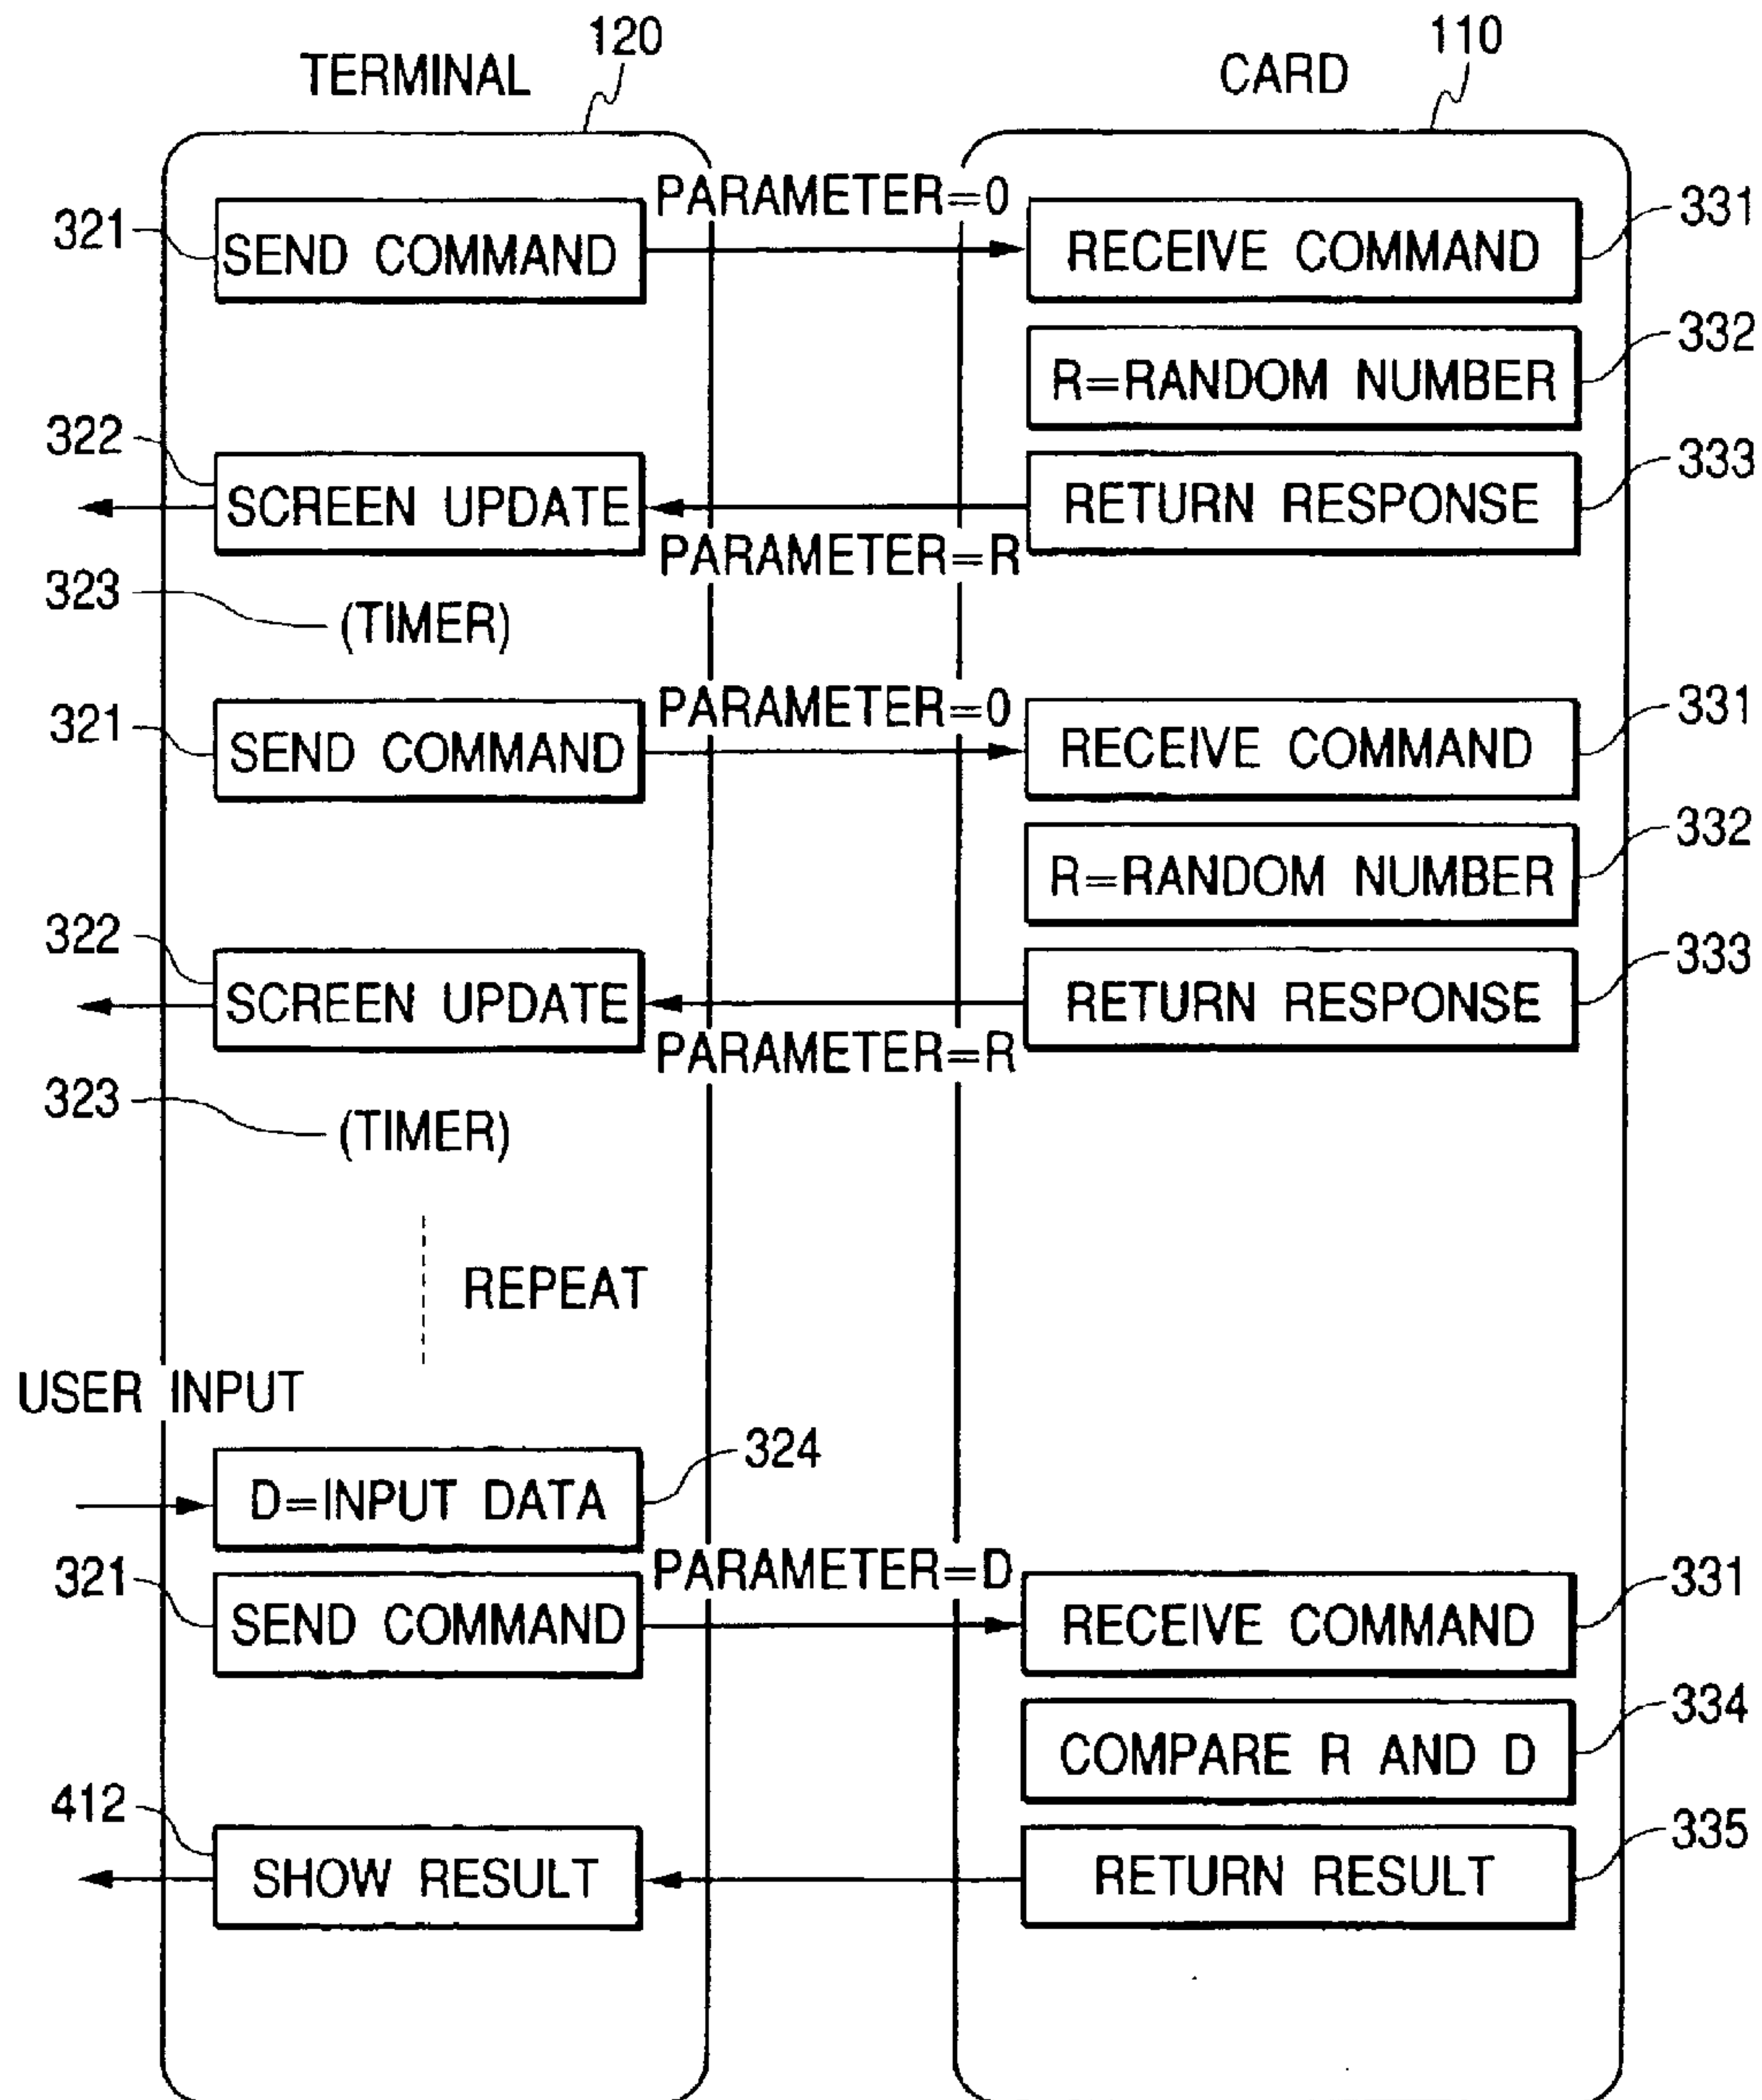 120
110
TERMINAL
CARD
PARAMETER=0
321
SEND COMMAND
RECEIVE COMMAND
331
R=RANDOM NUMBER
332
322
SCREEN UPDATE
RETURN RESPONSE
333
PARAMETER=R
323
(TIMER)
PARAMETER=0
321
SEND COMMAND
RECEIVE COMMAND
331
R=RANDOM NUMBER
332
322
SCREEN UPDATE
RETURN RESPONSE
333
PARAMETER=R
323
(TIMER)
REPEAT
USER INPUT
D=INPUT DATA
324
PARAMETER=D
321
SEND COMMAND
RECEIVE COMMAND
331
COMPARE R AND D
334
412
SHOW RESULT
RETURN RESULT
335